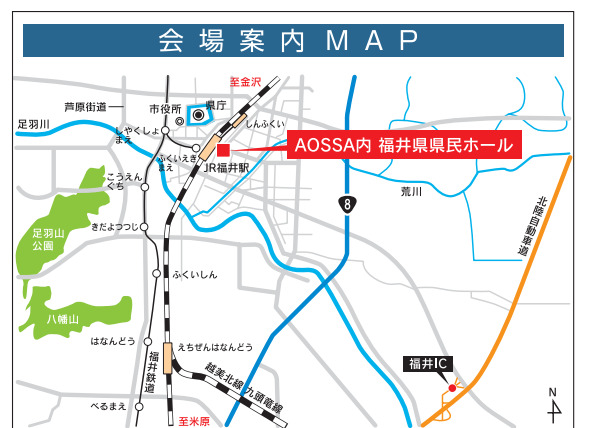 会場案内 MAP
至金沢
芦原街道
市役所
県庁
足羽川
しやくしょ
まえ
しんふくい
AOSSA内 福井県県民ホール
ふくいえき
まえ
JR福井駅
こうえん
ぐち
荒川
8
北陸自動車道
きだよつつじ
足羽山
公園
ふくいしん
八幡山
はなんどう
えちぜんはなんどう
福井鉄道
福井IC
越美北線 九頭竜線
べるまえ
至米原
N